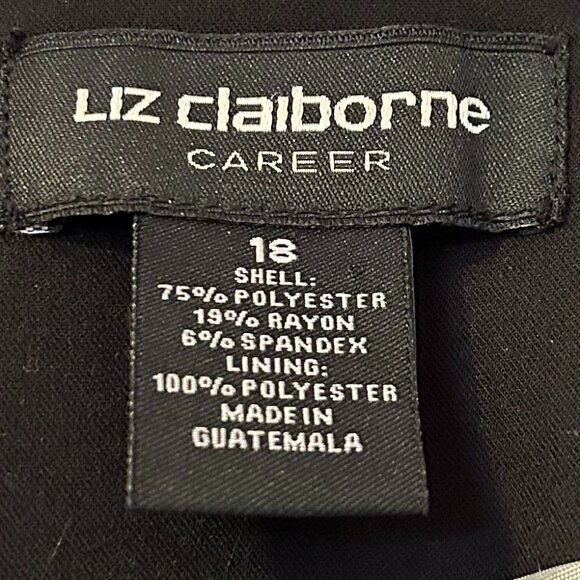 LIZ claiborne
CAREER
18
SHELL:
75% POLYESTER
19% RAYON
6% SPANDEX
LINING:
100% POLYESTER
MADE IN
GUATEMALA